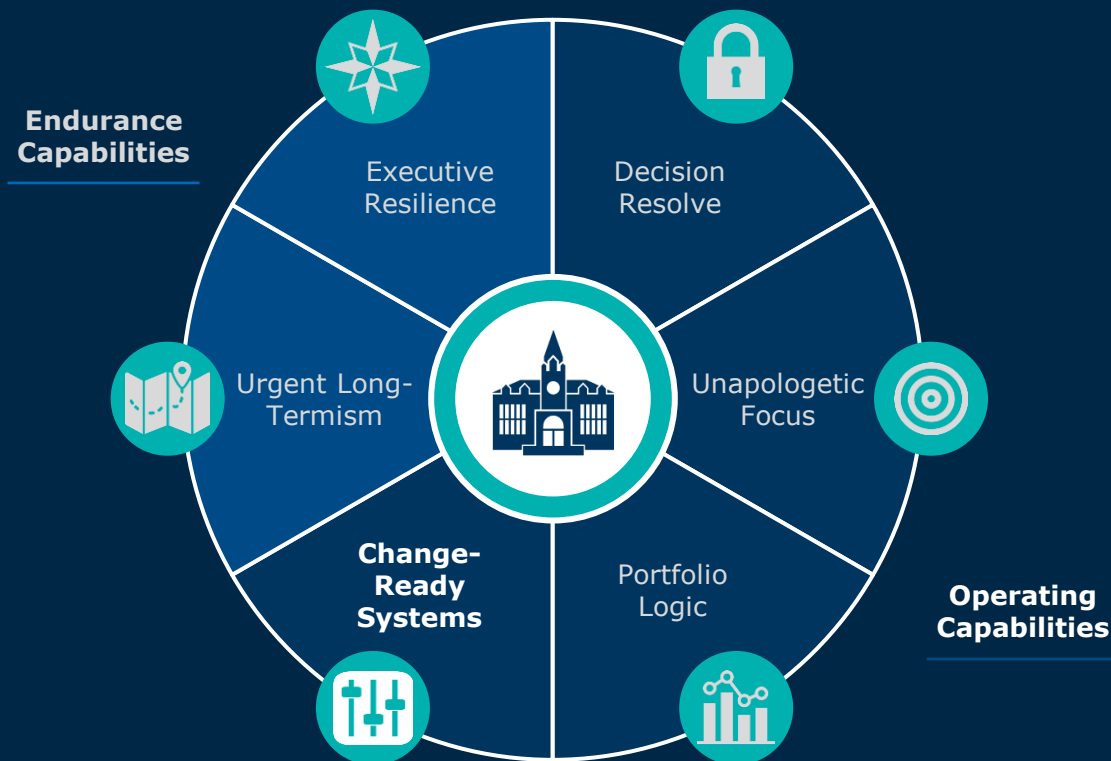 Endurance
Capabilities
Executive
Resilience
Decision
Resolve
Urgent Long-
Termism
Unapologetic
Focus
Change-
Ready
Systems
Portfolio
Logic
Operating
Capabilities